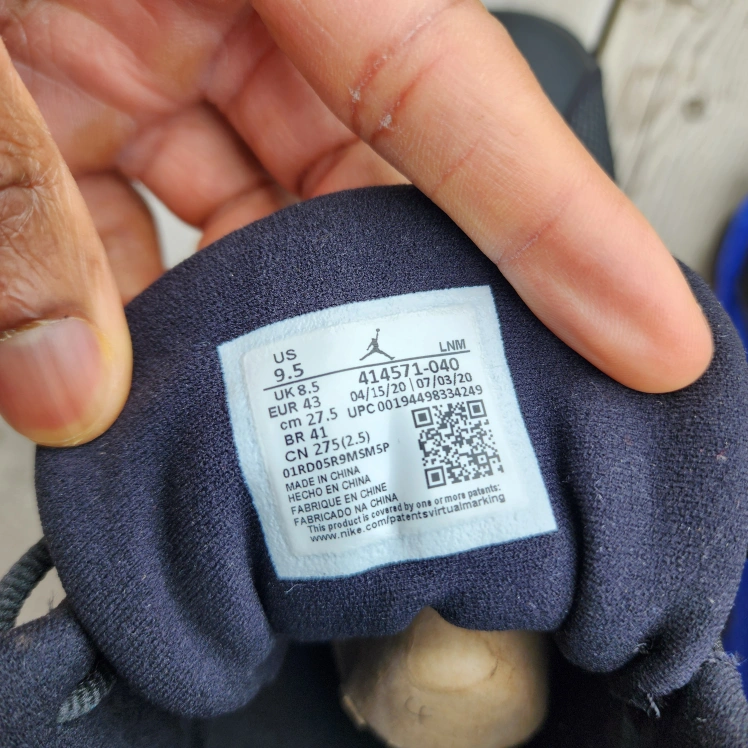 US
9.5
LNM
414571-040
04/15/20 | 07/03/20
UPC 00194498334249
UK 8.5
EUR 43
cm 27.5
BR 41
CN 275(2.5)
01RD05R9MSM5P
MADE IN CHINA
HECHO EN CHINA
FABRIQUE EN CHINE
FABRICADO NA CHINA
This product is covered by one or more patents:
www.nike.com/patentsvirtualmarking